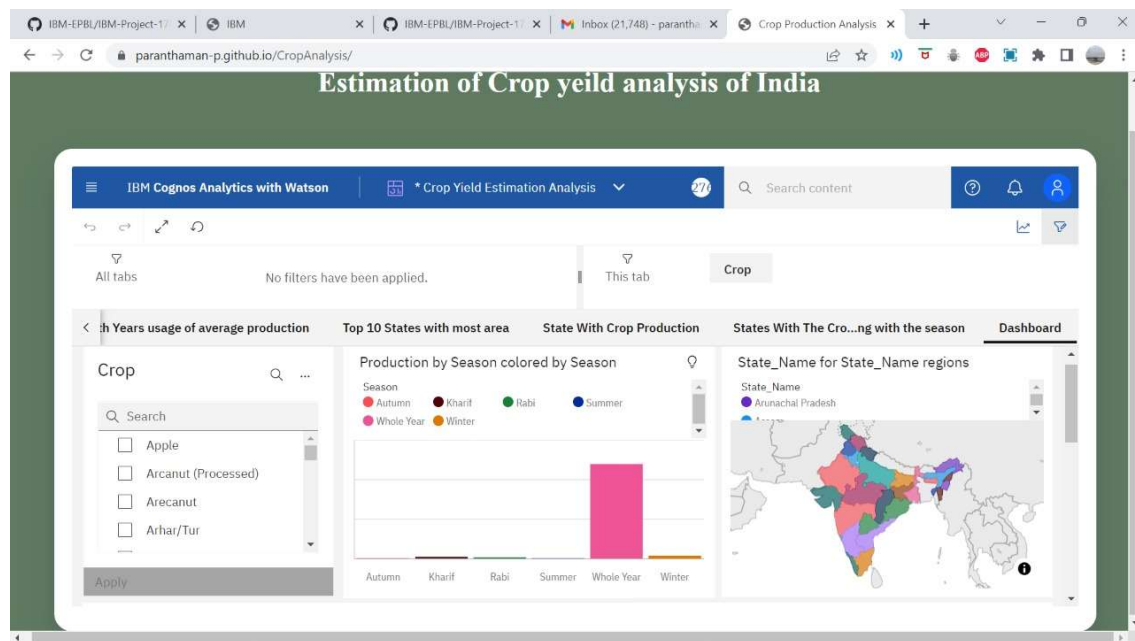 IBM-EPBL/IBM-Project-17
IBM
IBM-EPBL/IBM-Project-17
Inbox (21,748) - parantha
Crop Production Analysis
paranthaman-p.github.io/CropAnalysis/
Estimation of Crop yeild analysis of India
IBM Cognos Analytics with Watson
* Crop Yield Estimation Analysis
Search content
All tabs
No filters have been applied.
This tab
Crop
th Years usage of average production
Top 10 States with most area
State With Crop Production
States With The Cro...ng with the season
Dashboard
Crop
Search
Apple
Arcanut (Processed)
Arecanut
Arhar/Tur
Apply
Production by Season colored by Season
Season
Autumn Kharif Rabi Summer
Whole Year Winter
Autumn Kharif Rabi Summer Whole Year Winter
State_Name for State_Name regions
State_Name
Arunachal Pradesh